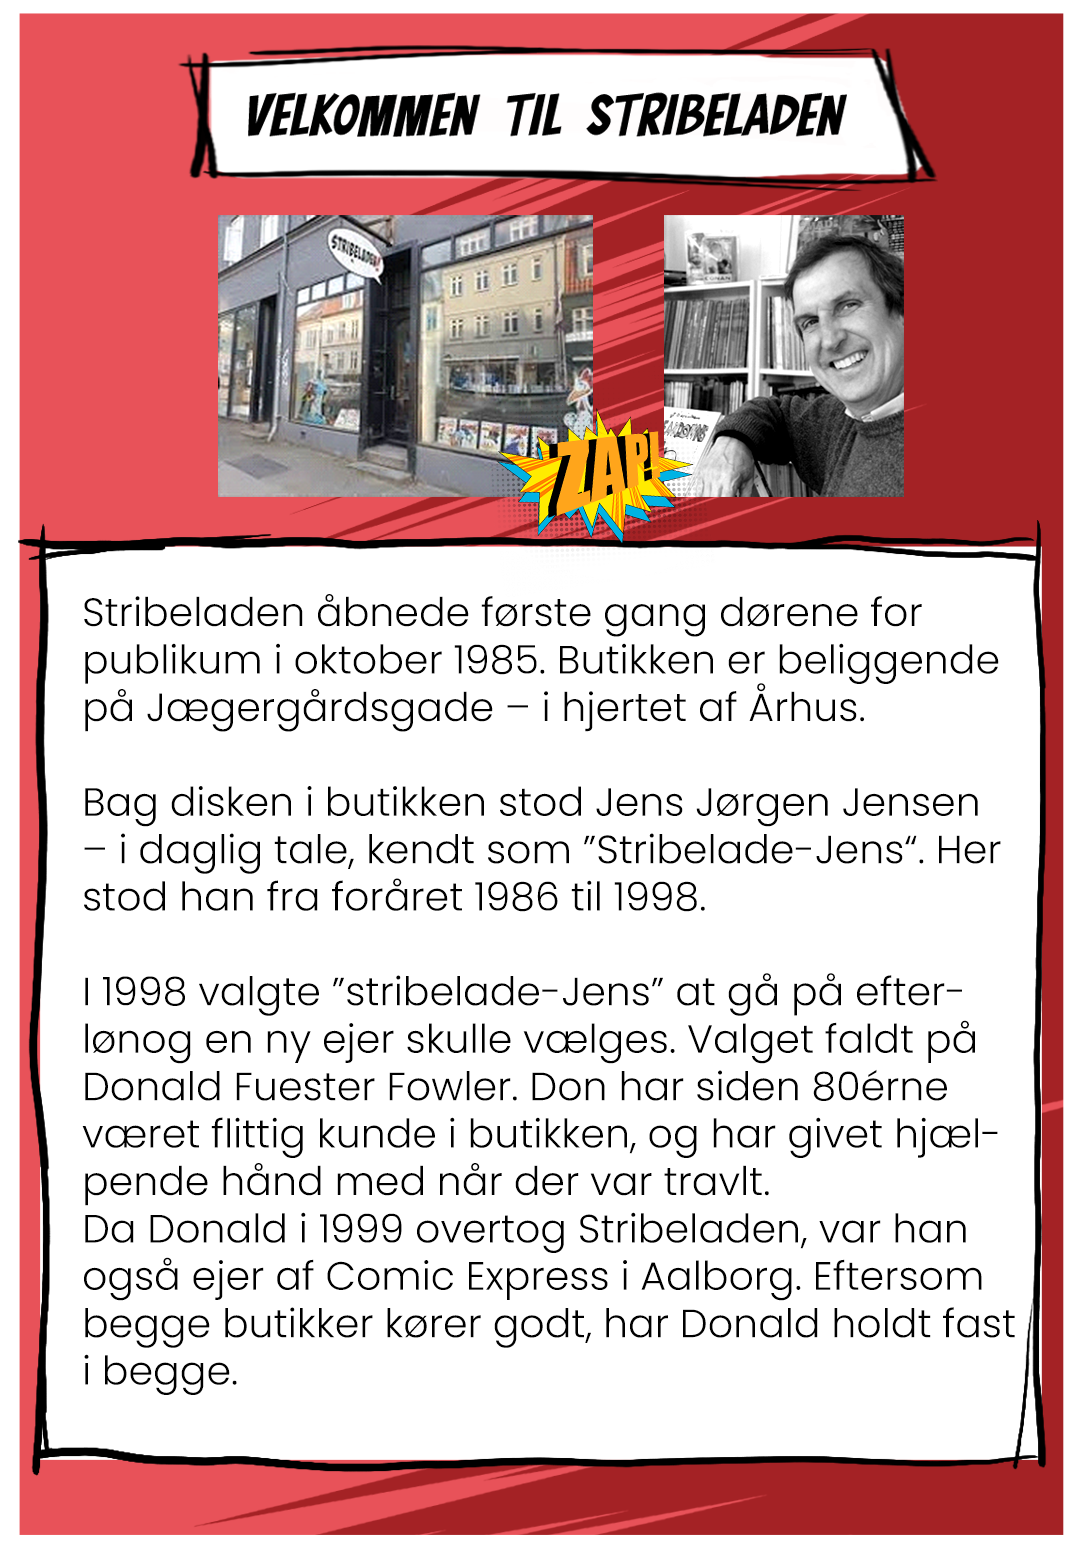 VELKOMMEN TIL STRIBELADEN
STRIBELADEN!
ZAP!
Stribeladen åbnede første gang dørene for
publikum i oktober 1985. Butikken er beliggende
på Jægergårdsgade – i hjertet af Århus.
Bag disken i butikken stod Jens Jørgen Jensen
– i daglig tale, kendt som ”Stribelade-Jens“. Her
stod han fra foråret 1986 til 1998.
I 1998 valgte ”stribelade-Jens” at gå på efter-
lønog en ny ejer skulle vælges. Valget faldt på
Donald Fuester Fowler. Don har siden 80érne
været flittig kunde i butikken, og har givet hjæl-
pende hånd med når der var travlt.
Da Donald i 1999 overtog Stribeladen, var han
også ejer af Comic Express i Aalborg. Eftersom
begge butikker kører godt, har Donald holdt fast
i begge.